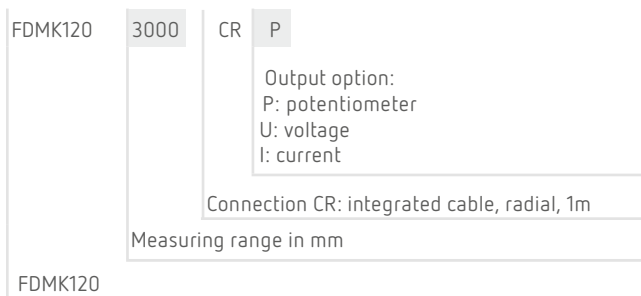 FDMK120 3000 CR P
Output option:
P: potentiometer
U: voltage
I: current
Connection CR: integrated cable, radial, 1m
Measuring range in mm
FDMK120